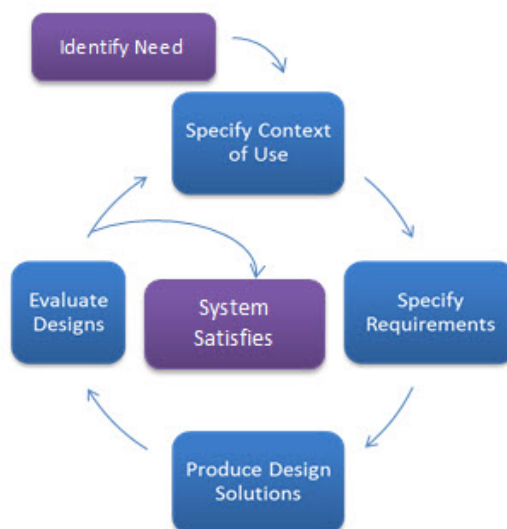 Identify Need
Specify Context
of Use
Specify
Requirements
Produce Design
Solutions
Evaluate
Designs
System
Satisfies